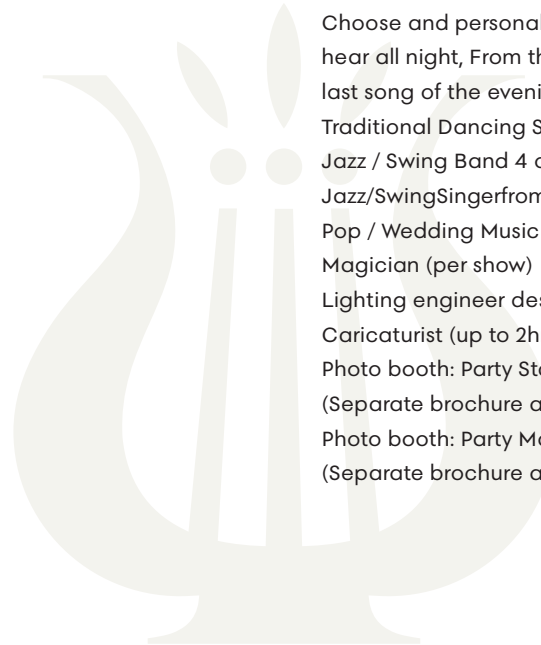 Choose and personal
hear all night, From th
last song of the eveni
Traditional Dancing S
Jazz / Swing Band 4 o
Jazz/SwingSingerfrom
Pop / Wedding Music
Magician (per show)
Lighting engineer des
Caricaturist (up to 2h
Photo booth: Party Sta
(Separate brochure a
Photo booth: Party Ma
(Separate brochure a